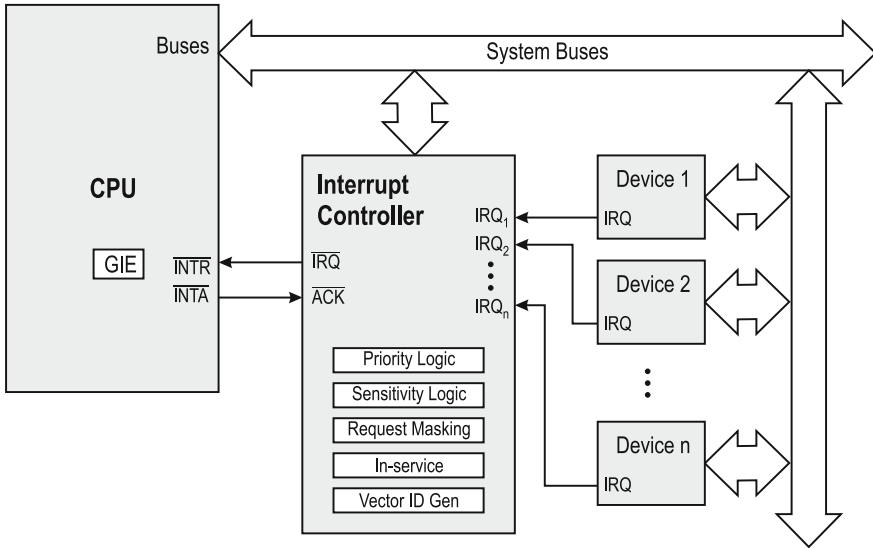 Buses
System Buses
CPU
GIE
INTR
INTA
Interrupt
Controller
IRQ
ACK
IRQ1
IRQ2
IRQn
Priority Logic
Sensitivity Logic
Request Masking
In-service
Vector ID Gen
Device 1
IRQ
Device 2
IRQ
Device n
IRQ